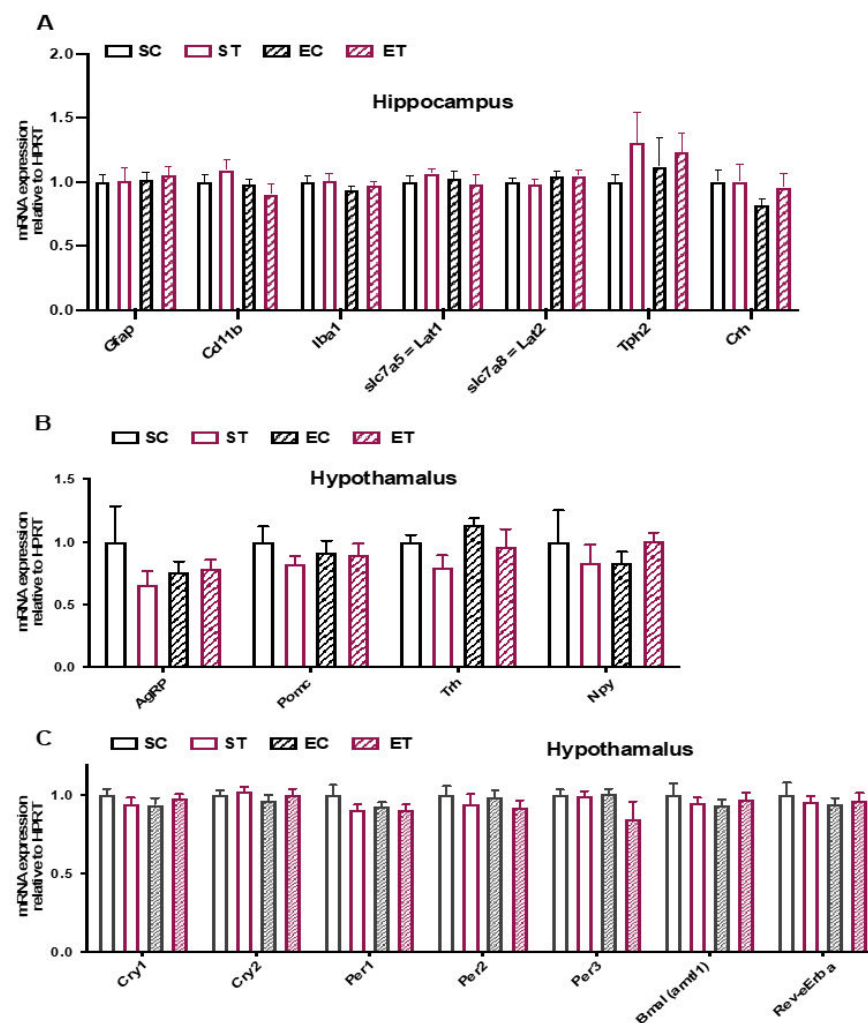 A
SC ST EC ET
Hippocampus
mRNA expression
relative to HPRT
2.0
1.5
1.0
0.5
0.0
Gfap
Cd11b
Iba1
slc7a5 = Lat1
slc7a8 = Lat2
Tph2
Crh
B
SC ST EC ET
Hypothamalus
mRNA expression
relative to HPRT
1.5
1.0
0.5
0.0
AgRP
Pomc
Trh
Npy
C
SC ST EC ET
Hypothamalus
mRNA expression
relative to HPRT
1.0
0.5
0.0
Cry1
Cry2
Per1
Per2
Per3
Bmal (arntl1)
Rev-eErba